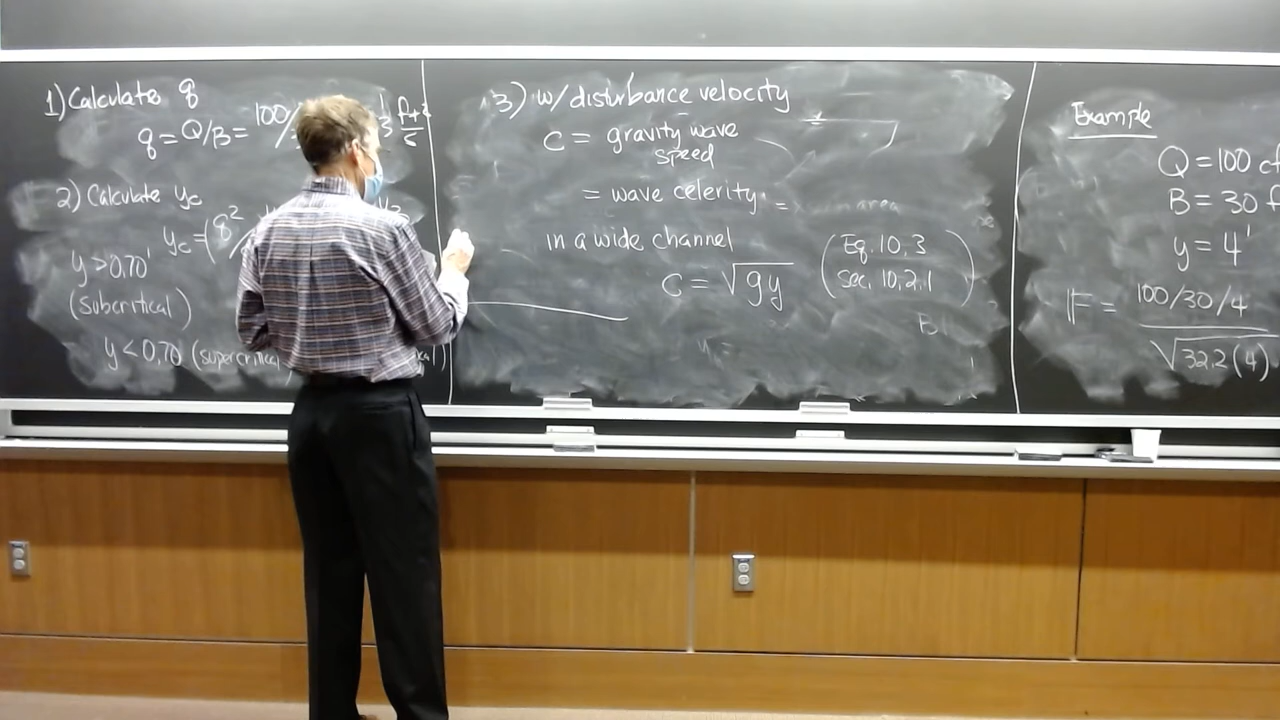 1) Calculate q
q = Q/B = 100/ ft²/s
2) Calculate yc
yc = (q²/
y > 0.70'
(subcritical)
y < 0.70 (supercritical
3) w/disturbance velocity
C = gravity wave
speed
= wave celerity
in a wide channel
C = √gy
(Eq. 10.3
sec. 10.2.1)
Example
Q = 100 cf
B = 30 f
y = 4'
F = 100/30/4
√32.2(4)